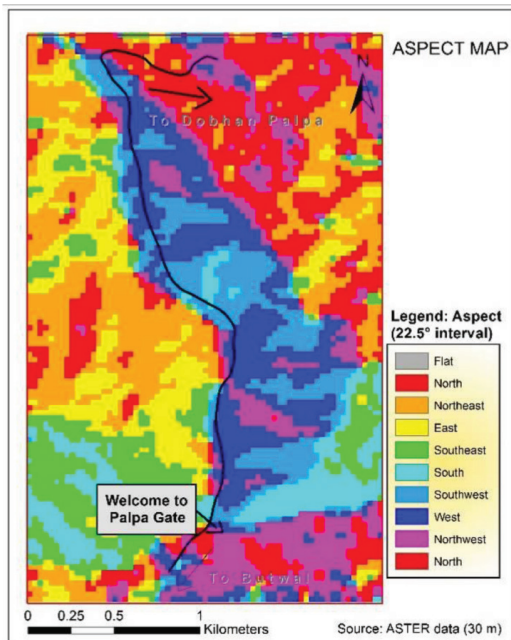 ASPECT MAP
N
To Dobhan Palpa
Legend: Aspect
(22.5° interval)
Flat
North
Northeast
East
Southeast
South
Southwest
West
Northwest
North
Welcome to
Palpa Gate
To Butwal
0 0.25 0.5 1
Kilometers
Source: ASTER data (30 m)